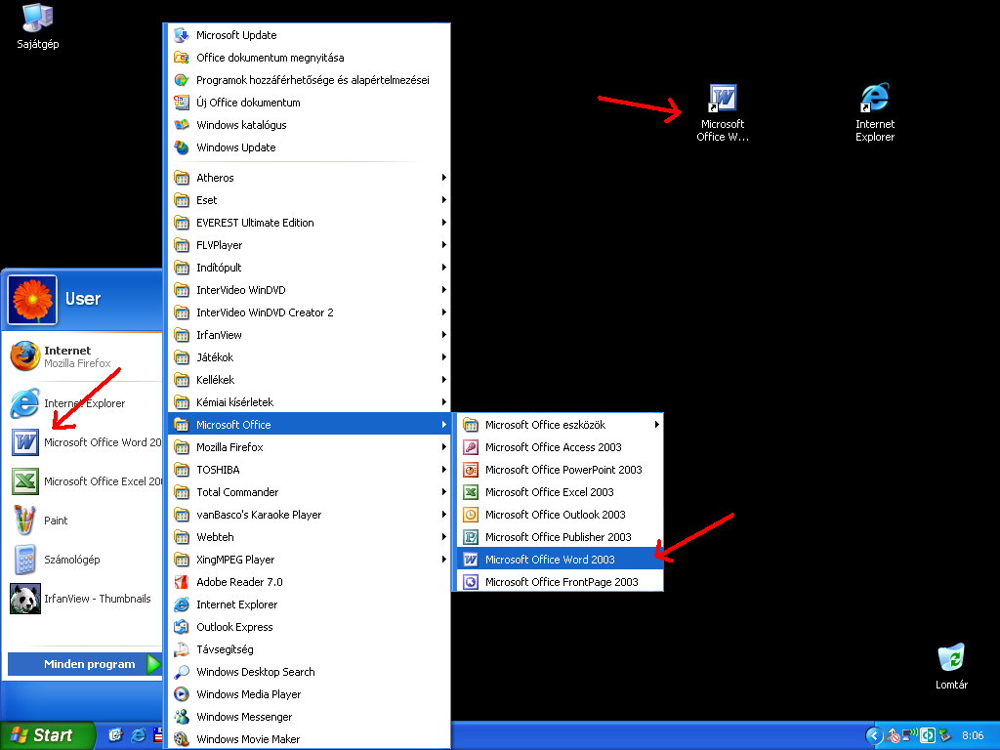 Sajátgép
Microsoft
Office W...
Internet
Explorer
Microsoft Update
Office dokumentum megnyitása
Programok hozzáférhetősége és alapértelmezései
Új Office dokumentum
Windows katalógus
Windows Update
Atheros
Eset
EVEREST Ultimate Edition
FLVPlayer
Indítópult
InterVideo WinDVD
InterVideo WinDVD Creator 2
IrfanView
Játékok
Kellékek
Kémiai kísérletek
Microsoft Office
Mozilla Firefox
TOSHIBA
Total Commander
vanBasco's Karaoke Player
Webteh
XingMPEG Player
Adobe Reader 7.0
Internet Explorer
Outlook Express
Távsegítség
Windows Desktop Search
Windows Media Player
Windows Messenger
Windows Movie Maker
Microsoft Office eszközök
Microsoft Office Access 2003
Microsoft Office PowerPoint 2003
Microsoft Office Excel 2003
Microsoft Office Outlook 2003
Microsoft Office Publisher 2003
Microsoft Office Word 2003
Microsoft Office FrontPage 2003
User
Internet
Mozilla Firefox
Internet Explorer
Microsoft Office Word 20
Microsoft Office Excel 200
Paint
Számológép
IrfanView - Thumbnails
Minden program
Lomtár
Start
8:06